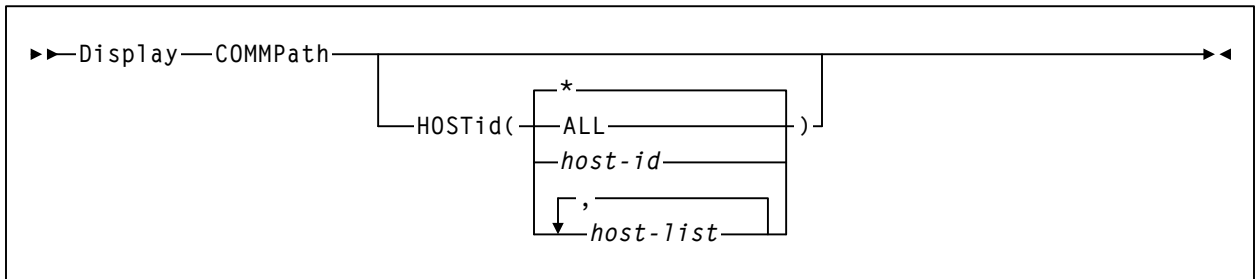 Display COMMPath
*
HOSTid( ALL )
host-id
,
host-list